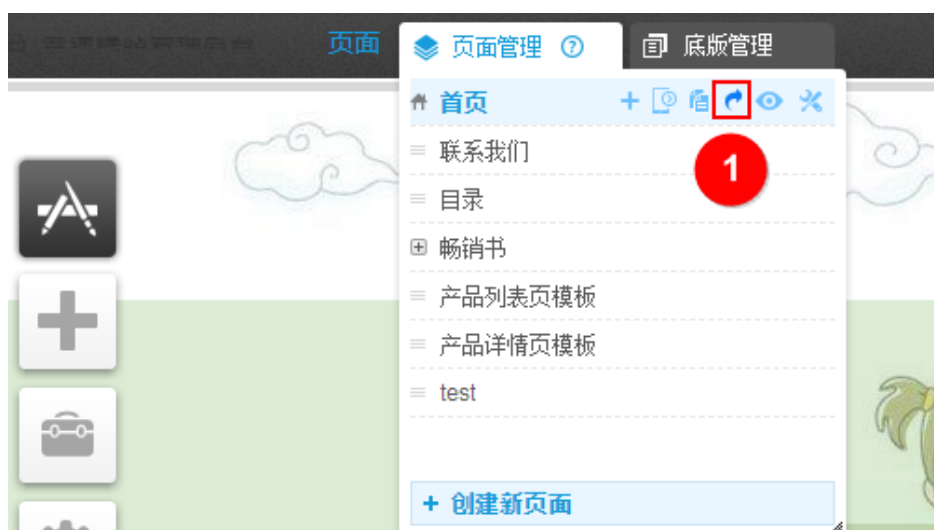 页面
页面管理
底版管理
首页
1
联系我们
目录
畅销书
产品列表页模板
产品详情页模板
test
+ 创建新页面